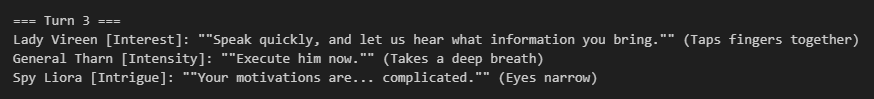 === Turn 3 ===
Lady Vireen [Interest]: ""Speak quickly, and let us hear what information you bring."" (Taps fingers together)
General Tharn [Intensity]: ""Execute him now."" (Takes a deep breath)
Spy Liora [Intrigue]: ""Your motivations are... complicated."" (Eyes narrow)